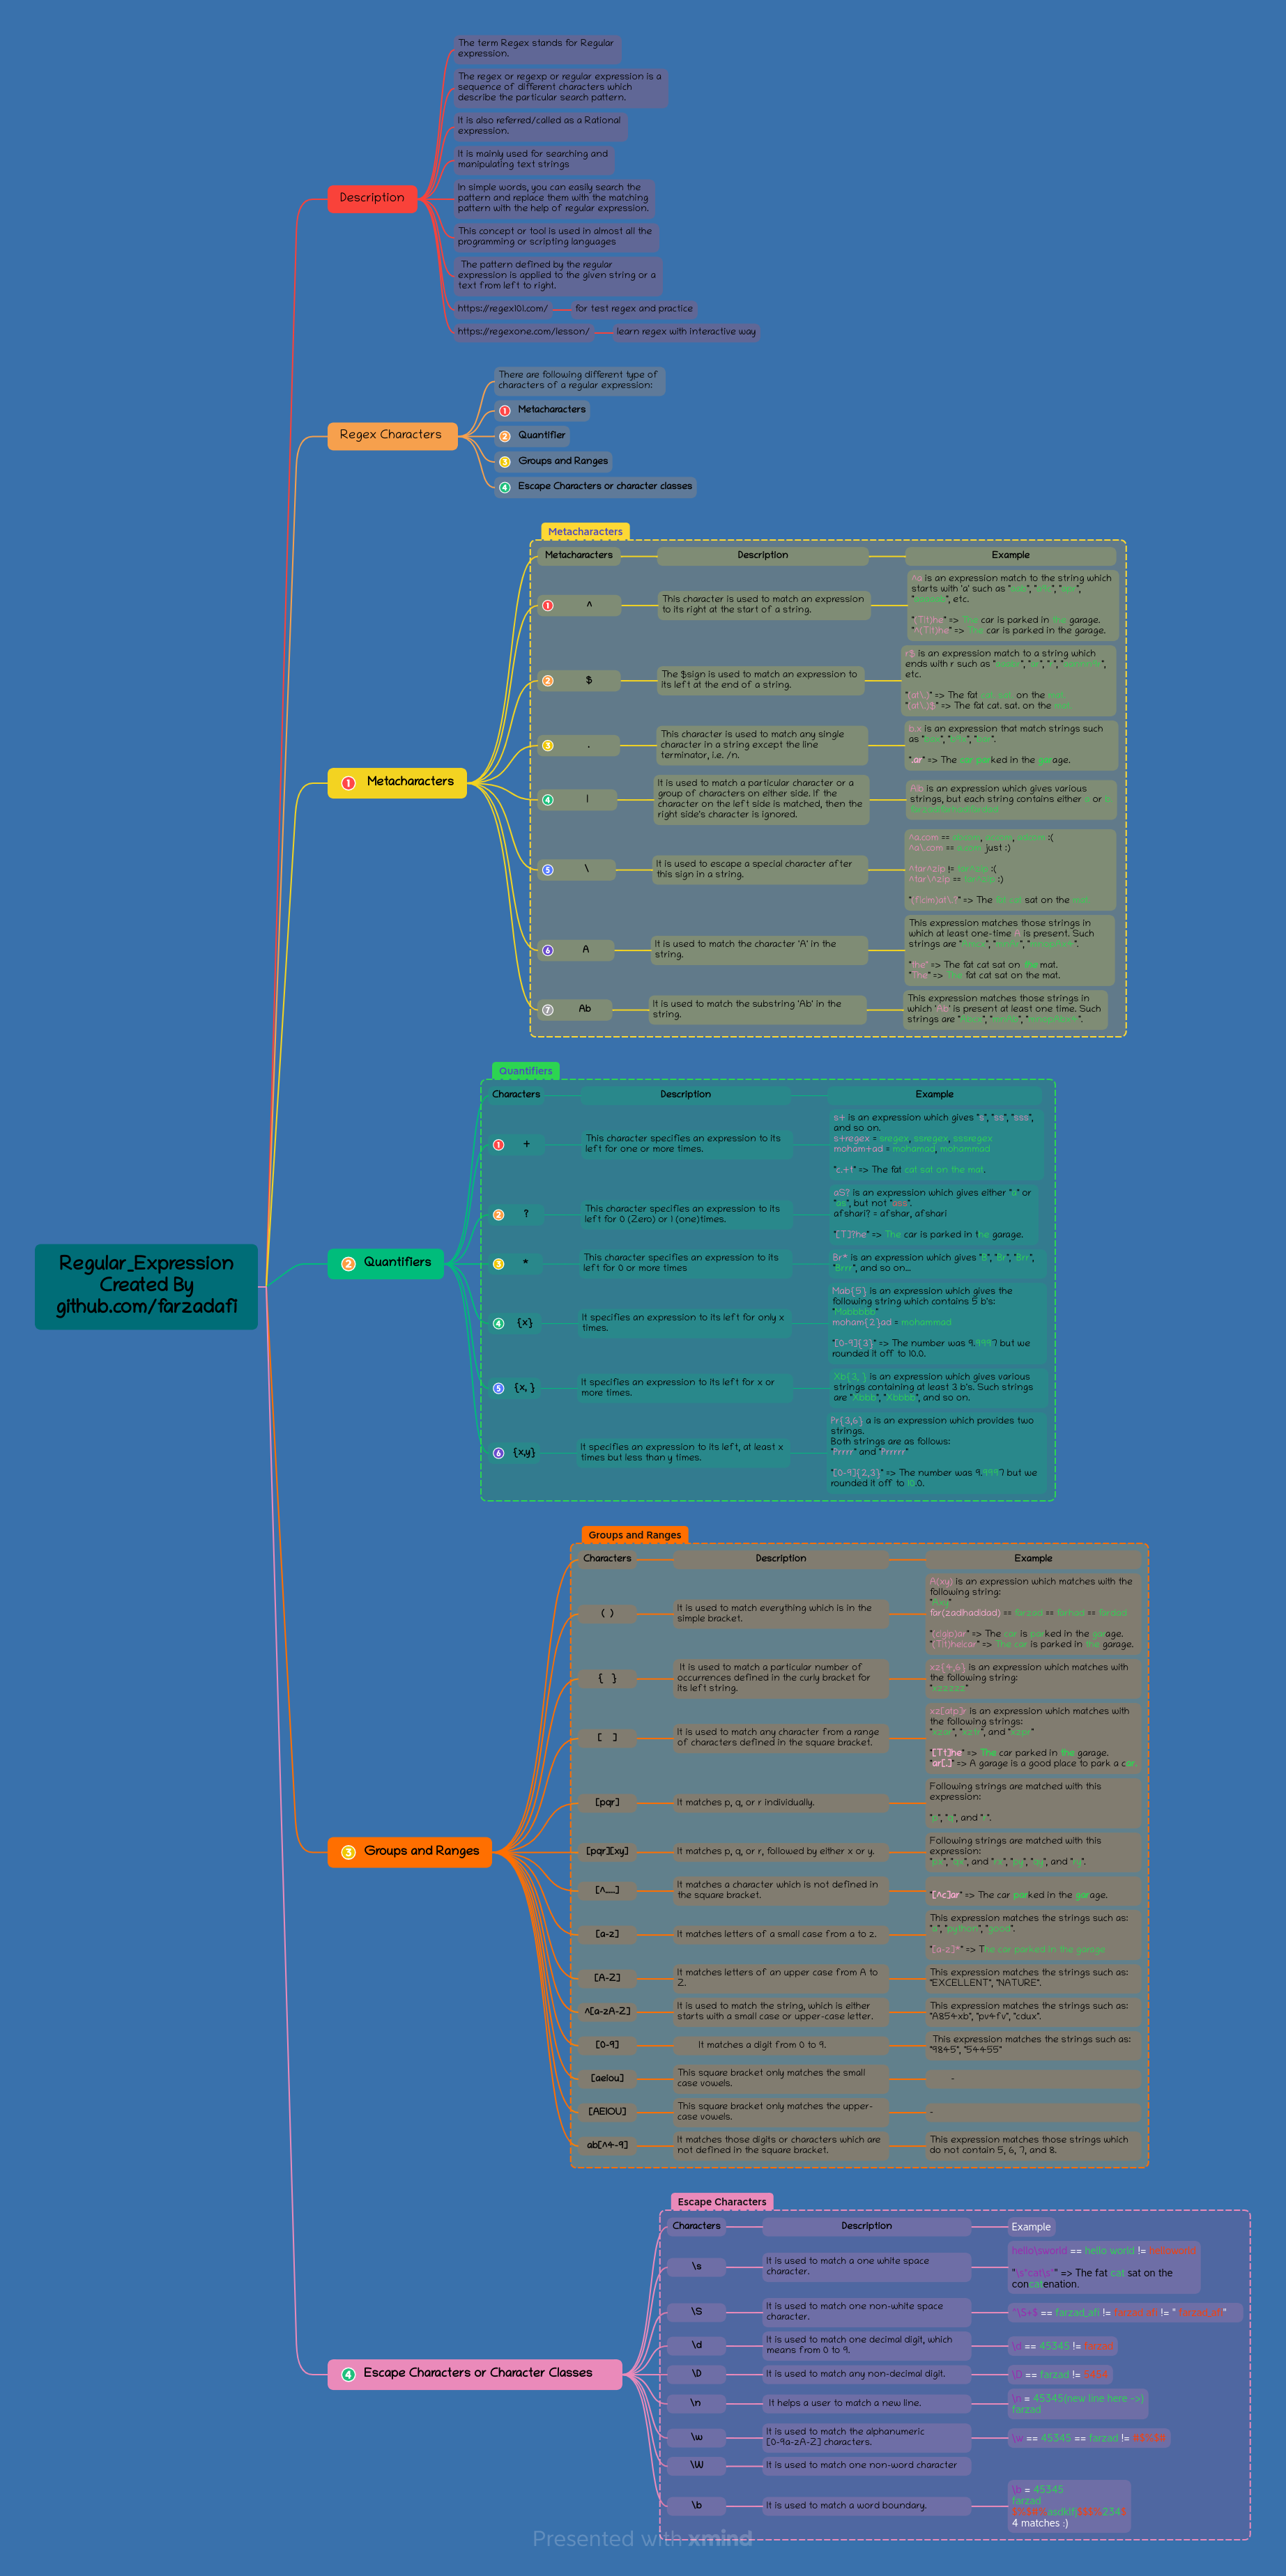 The term Regex stands for Regular
expression.
The regex or regexp or regular expression is a
sequence of different characters which
describe the particular search pattern.
It is also referred/called as a Rational
expression.
It is mainly used for searching and
manipulating text strings
Description
In simple words, you can easily search the
pattern and replace them with the matching
pattern with the help of regular expression.
This concept or tool is used in almost all the
programming or scripting languages
The pattern defined by the regular
expression is applied to the given string or a
text from left to right.
https://regex101.com/ for test regex and practice
https://regexone.com/lesson/ learn regex with interactive way
Regex Characters
There are following different type of
characters of a regular expression:
1 Metacharacters
2 Quantifier
3 Groups and Ranges
4 Escape Characters or character classes
1 Metacharacters
Metacharacters
Metacharacters Description Example
1 ^
This character is used to match an expression
to its right at the start of a string.
^a is an expression match to the string which
starts with 'a' such as
etc.
"(T|t)he" => The car is parked in the garage.
"^(T|t)he" => The car is parked in the garage.
2 $
The $sign is used to match an expression to
its left at the end of a string.
r$ is an expression match to a string which
ends with r such as
etc.
"(at\.)" => The fat cat. sat. on the mat.
"(at\.)$" => The fat cat. sat. on the mat.
3 .
This character is used to match any single
character in a string except the line
terminator, i.e. /n.
b.x is an expression that match strings such
as
".ar" => The car parked in the garage.
4 |
It is used to match a particular character or a
group of characters on either side. If the
character on the left side is matched, then the
right side's character is ignored.
A|b is an expression which gives various
strings, but each string contains either or
5 \
It is used to escape a special character after
this sign in a string.
^a.com == :(
^a\.com == a.com just :)
^tar^zip != tar^zip :(
^tar\^zip == tar^zip :)
"(f|c|m)at\.?" => The fat cat sat on the mat.
6 A
It is used to match the character 'A' in the
string.
This expression matches those strings in
which at least one-time A is present. Such
strings are
"the" => The fat cat sat on the mat.
"The" => The fat cat sat on the mat.
7 Ab
It is used to match the substring 'Ab' in the
string.
This expression matches those strings in
which 'Ab' is present at least one time. Such
strings are
Regular_Expression
Created By
github.com/farzadafi
2 Quantifiers
Quantifiers
Characters Description Example
1 +
This character specifies an expression to its
left for one or more times.
s+ is an expression which gives "s", "ss", "sss",
and so on.
s+regex = sregex, ssregex, sssregex
moham+ad = mohamad, mohammad
"c.+t" => The fat cat sat on the mat.
2 ?
This character specifies an expression to its
left for 0 (Zero) or 1 (one)times.
aS? is an expression which gives either "a" or
"as", but not
afshari? = afshar, afshari
"[T]?he" => The car is parked in the garage.
3 *
This character specifies an expression to its
left for 0 or more times
Br* is an expression which gives "B", "Br", "Brr",
"Brrr", and so on...
4 {x}
It specifies an expression to its left for only x
times.
Mab{5} is an expression which gives the
following string which contains 5 b's:
"Mabbbbb"
moham{2}ad = mohammad
"[0-9]{3}" => The number was 9.9997 but we
rounded it off to 10.0.
5 {x, }
It specifies an expression to its left for x or
more times.
Xb{3, } is an expression which gives various
strings containing at least 3 b's. Such strings
are "Xbbb", "Xbbbb", and so on.
6 {x,y}
It specifies an expression to its left, at least x
times but less than y times.
Pr{3,6} a is an expression which provides two
strings.
Both strings are as follows:
"Prrrr" and "Prrrrr"
"[0-9]{2,3}" => The number was 9.9997 but we
rounded it off to 10.0.
3 Groups and Ranges
Groups and Ranges
Characters Description Example
( )
It is used to match everything which is in the
simple bracket.
A(xy) is an expression which matches with the
following string:
"Axy"
far(zad|had|dad) == farzad == farhad == fardad
"(c|g|p)ar" => The car is parked in the garage.
"(T|t)he|car" => The car is parked in the garage.
{ }
It is used to match a particular number of
occurrences defined in the curly bracket for
its left string.
xz{4,6} is an expression which matches with
the following string:
"xzzzzz"
[ ]
It is used to match any character from a range
of characters defined in the square bracket.
xz[atp]r is an expression which matches with
the following strings:
"xzar", "xztr", and "xzpr"
"[Tt]he" => The car parked in the garage.
"ar[.]" => A garage is a good place to park a car.
[pqr]
It matches p, q, or r individually.
Following strings are matched with this
expression:
"p", "q", and "r".
[pqr][xy]
It matches p, q, or r, followed by either x or y.
Following strings are matched with this
expression:
"px", "qx", and "rx", "py", "qy", and "ry".
[^....]
It matches a character which is not defined in
the square bracket.
"[^c]ar" => The car parked in the garage.
[a-z]
It matches letters of a small case from a to z.
This expression matches the strings such as:
"python", "good".
"[a-z]*" => The car parked in the garage
[A-Z]
It matches letters of an upper case from A to
Z.
This expression matches the strings such as:
"EXCELLENT", "NATURE".
^[a-zA-Z]
It is used to match the string, which is either
starts with a small case or upper-case letter.
This expression matches the strings such as:
"A854xb", "pv4fv", "cdux".
[0-9]
It matches a digit from 0 to 9.
This expression matches the strings such as:
"9845", "54455"
[aeiou]
This square bracket only matches the small
case vowels.
-
[AEIOU]
This square bracket only matches the upper-
case vowels.
-
ab[^4-9]
It matches those digits or characters which are
not defined in the square bracket.
This expression matches those strings which
do not contain 5, 6, 7, and 8.
4 Escape Characters or Character Classes
Escape Characters
Characters Description Example
\s
It is used to match a one white space
character.
hello\sworld == hello world != helloworld
"\s*cat\s*" => The fat cat sat on the
concatenation.
\S
It is used to match one non-white space
character.
^\S+$ == farzad_afi != farzad afi != " farzad_afi "
\d
It is used to match one decimal digit, which
means from 0 to 9.
\d == 45345 != farzad
\D
It is used to match any non-decimal digit.
\D == farzad !=
\n
It helps a user to match a new line.
\n = 45345(new line here ->)
farzad
\w
It is used to match the alphanumeric
[0-9a-zA-Z] characters.
\w == 45345 == farzad !=
\W
It is used to match one non-word character
\b
It is used to match a word boundary.
\b = 45345
farzad
4 matches :)
Presented with xmind